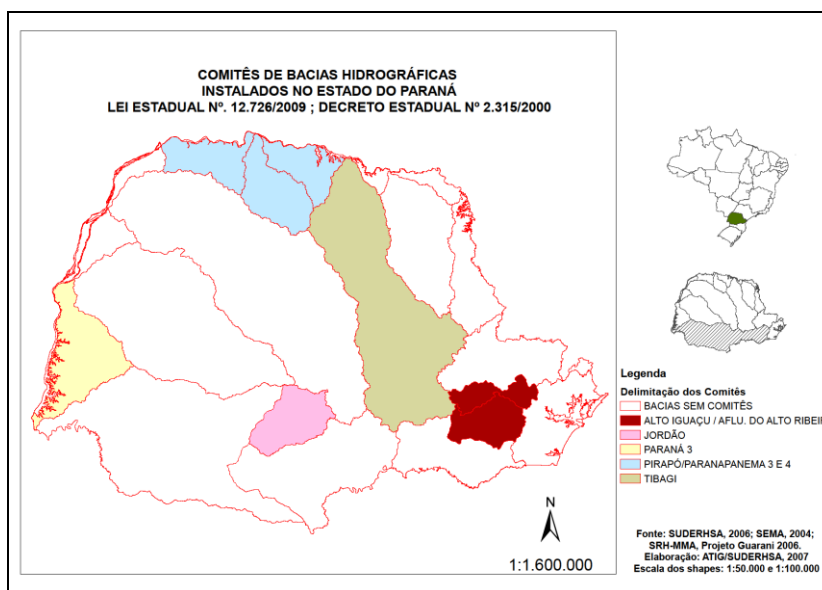 COMITÊS DE BACIAS HIDROGRÁFICAS
INSTALADOS NO ESTADO DO PARANÁ
LEI ESTADUAL Nº. 12.726/2009 ; DECRETO ESTADUAL Nº 2.315/2000
Legenda
Delimitação dos Comitês
BACIAS SEM COMITÊS
ALTO IGUAÇU / AFLU. DO ALTO RIBEI
JORDÃO
PARANÁ 3
PIRAPÓ/PARANAPANEMA 3 E 4
TIBAGI
N
1:1.600.000
Fonte: SUDERHSA, 2006; SEMA, 2004;
SRH-MMA, Projeto Guarani 2006.
Elaboração: ATIG/SUDERHSA, 2007
Escala dos shapes: 1:50.000 e 1:100.000